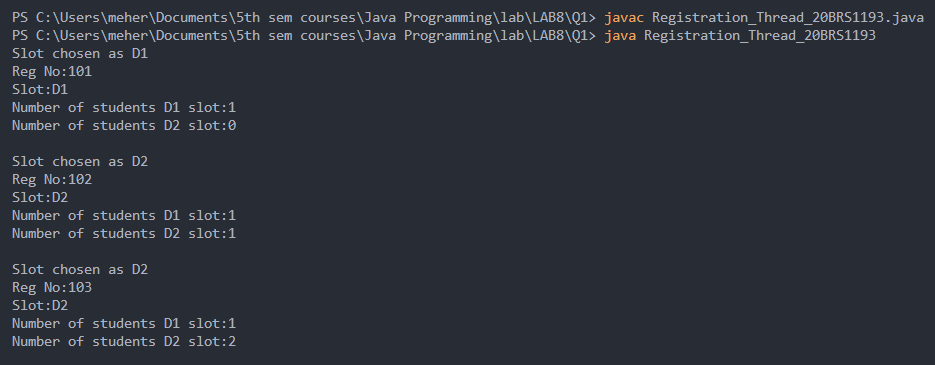 PS C:\Users\meher\Documents\5th sem courses\Java Programming\lab\LAB8\Q1> javac Registration_Thread_20BRS1193.java
PS C:\Users\meher\Documents\5th sem courses\Java Programming\lab\LAB8\Q1> java Registration_Thread_20BRS1193
Slot chosen as D1
Reg No:101
Slot:D1
Number of students D1 slot:1
Number of students D2 slot:0

Slot chosen as D2
Reg No:102
Slot:D2
Number of students D1 slot:1
Number of students D2 slot:1

Slot chosen as D2
Reg No:103
Slot:D2
Number of students D1 slot:1
Number of students D2 slot:2